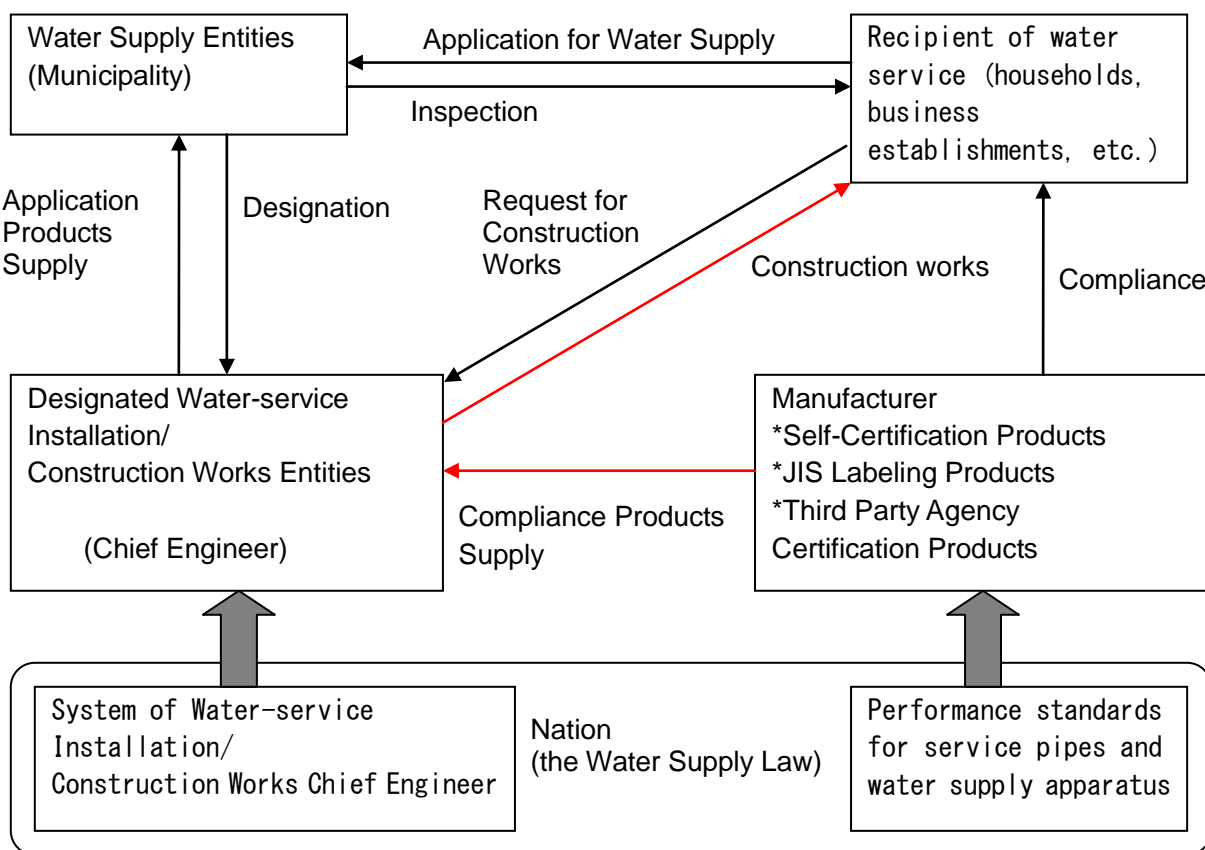 Water Supply Entities
(Municipality)
Application for Water Supply
Inspection
Recipient of water
service (households,
business
establishments, etc.)
Application
Products
Supply
Designation
Request for
Construction
Works
Construction works
Compliance
Designated Water-service
Installation/
Construction Works Entities
(Chief Engineer)
Compliance Products
Supply
Manufacturer
*Self-Certification Products
*JIS Labeling Products
*Third Party Agency
Certification Products
System of Water-service
Installation/
Construction Works Chief Engineer
Nation
(the Water Supply Law)
Performance standards
for service pipes and
water supply apparatus